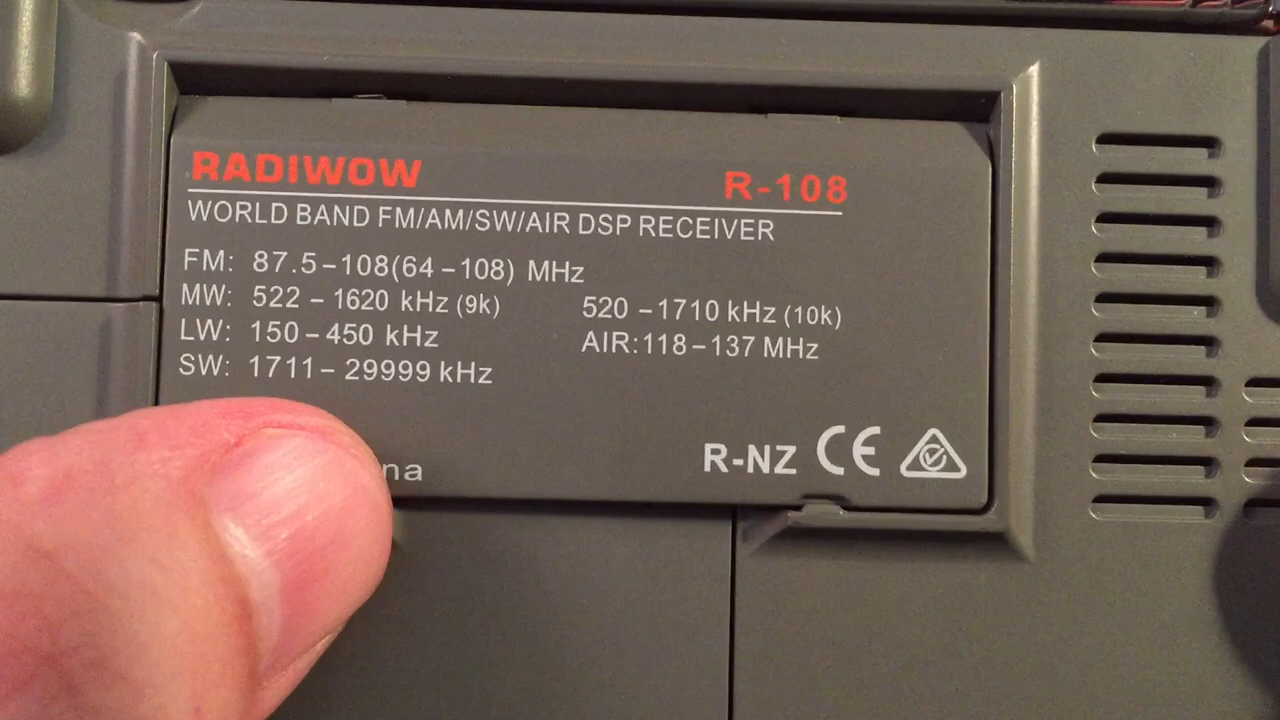 RADIWOW R-108
WORLD BAND FM/AM/SW/AIR DSP RECEIVER
FM: 87.5-108(64-108) MHz
MW: 522-1620 kHz (9k) 520-1710 kHz (10k)
LW: 150-450 kHz AIR:118-137 MHz
SW: 1711-29999 kHz
R-NZ CE